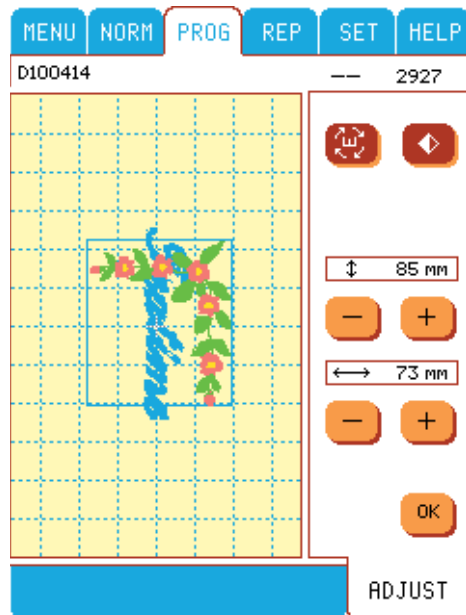 MENU NORM PROG REP SET HELP
D100414 -- 2927
E
85 MM
− +
73 MM
− +
OK
ADJUST